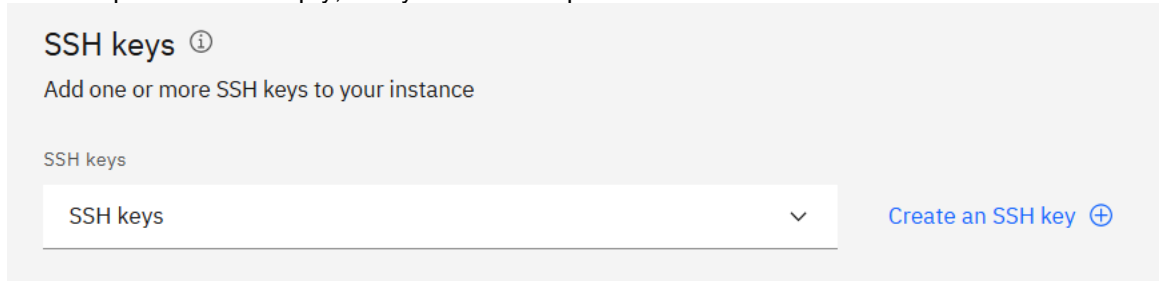 SSH keys
Add one or more SSH keys to your instance
SSH keys
SSH keys
Create an SSH key